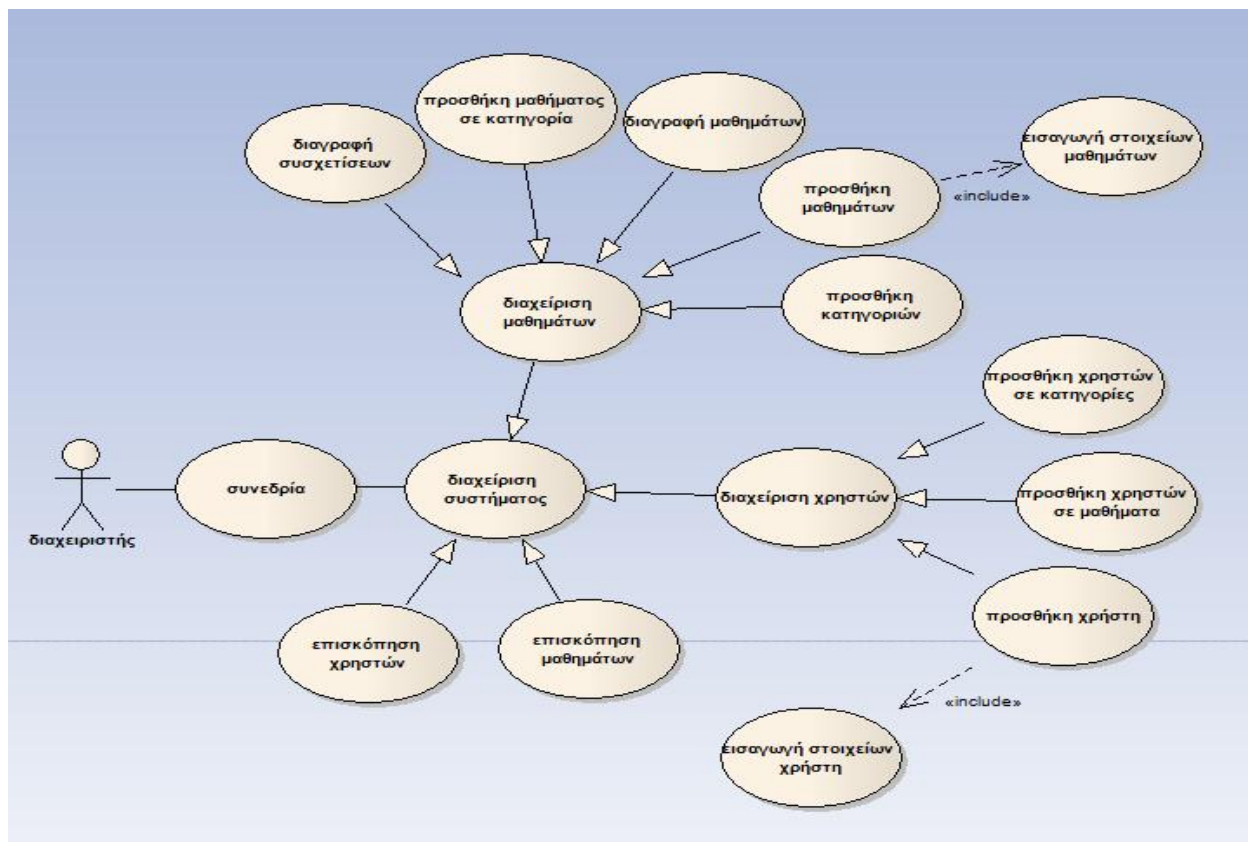 προσθήκη μαθήματος
σε κατηγορία
διαγραφή μαθημάτων
διαγραφή
συσχετίσεων
εισαγωγή στοιχείων
μαθημάτων
προσθήκη
μαθημάτων
«include»
διαχείριση
μαθημάτων
προσθήκη
κατηγοριών
προσθήκη χρηστών
σε κατηγορίες
συνεδρία
διαχείριση
συστήματος
διαχείριση χρηστών
προσθήκη χρηστών
σε μαθήματα
διαχειριστής
προσθήκη χρήστη
επισκόπηση
χρηστών
επισκόπηση
μαθημάτων
«include»
εισαγωγή στοιχείων
χρήστη